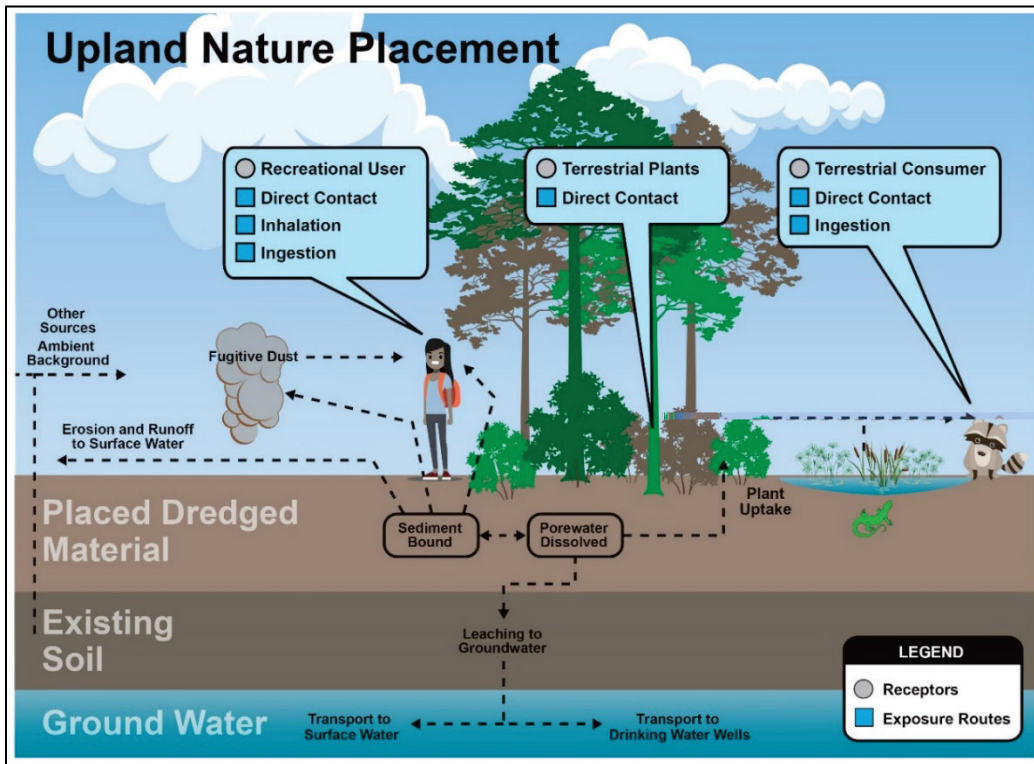 Upland Nature Placement
Recreational User
Direct Contact
Inhalation
Ingestion
Terrestrial Plants
Direct Contact
Terrestrial Consumer
Direct Contact
Ingestion
Other
Sources
Ambient
Background
Fugitive Dust
Erosion and Runoff
to Surface Water
Plant
Uptake
Placed Dredged
Material
Sediment
Bound
Porewater
Dissolved
Existing
Soil
Leaching to
Groundwater
LEGEND
Receptors
Exposure Routes
Ground Water
Transport to
Surface Water
Transport to
Drinking Water Wells